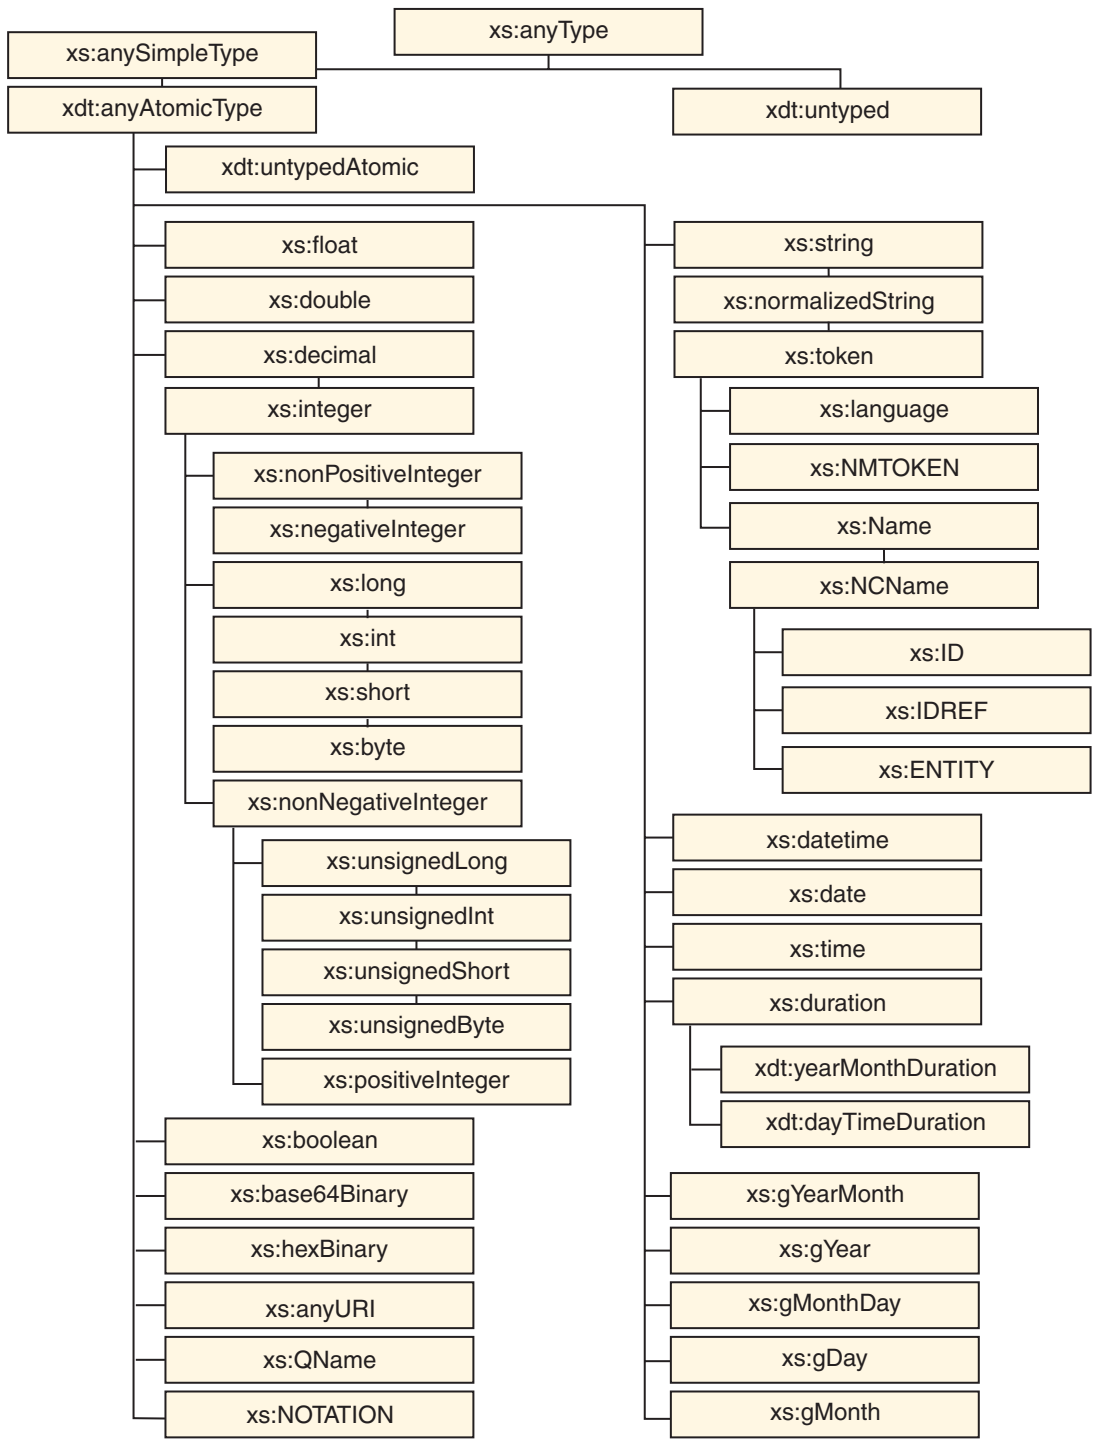 xs:anyType
xs:anySimpleType
xdt:anyAtomicType
xdt:untyped
xdt:untypedAtomic
xs:float
xs:double
xs:decimal
xs:integer
xs:nonPositiveInteger
xs:negativeInteger
xs:long
xs:int
xs:short
xs:byte
xs:nonNegativeInteger
xs:unsignedLong
xs:unsignedInt
xs:unsignedShort
xs:unsignedByte
xs:positiveInteger
xs:boolean
xs:base64Binary
xs:hexBinary
xs:anyURI
xs:QName
xs:NOTATION
xs:string
xs:normalizedString
xs:token
xs:language
xs:NMTOKEN
xs:Name
xs:NCName
xs:ID
xs:IDREF
xs:ENTITY
xs:datetime
xs:date
xs:time
xs:duration
xdt:yearMonthDuration
xdt:dayTimeDuration
xs:gYearMonth
xs:gYear
xs:gMonthDay
xs:gDay
xs:gMonth